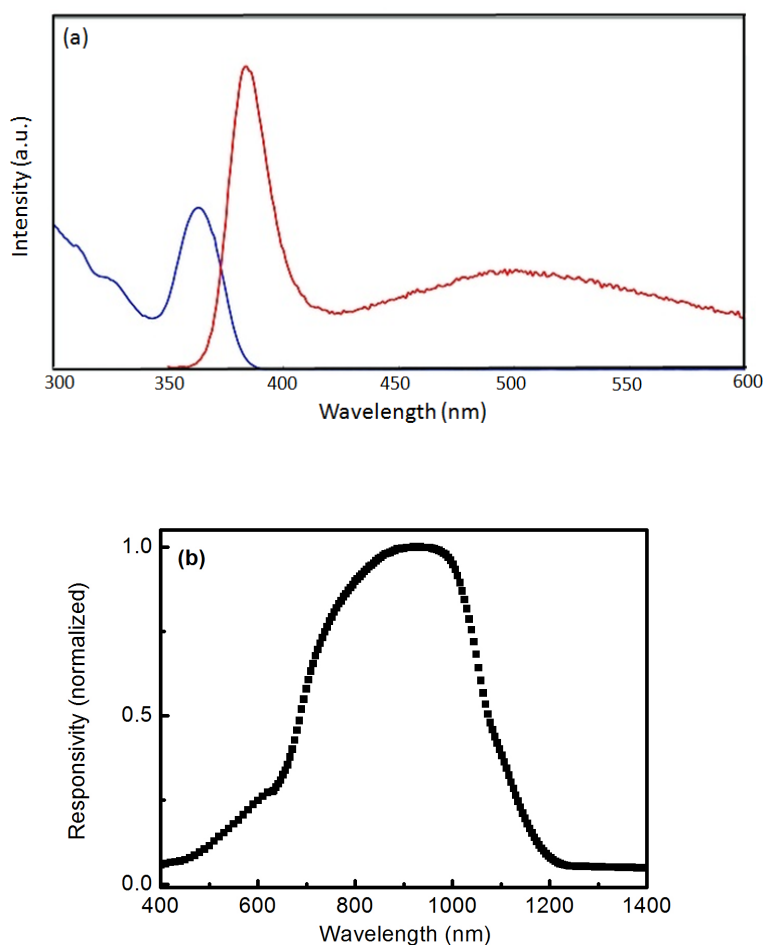 (a)
Intensity (a.u.)
300 350 400 450 500 550 600
Wavelength (nm)
(b)
Responsivity (normalized)
1.0
0.5
0.0
400 600 800 1000 1200 1400
Wavelength (nm)